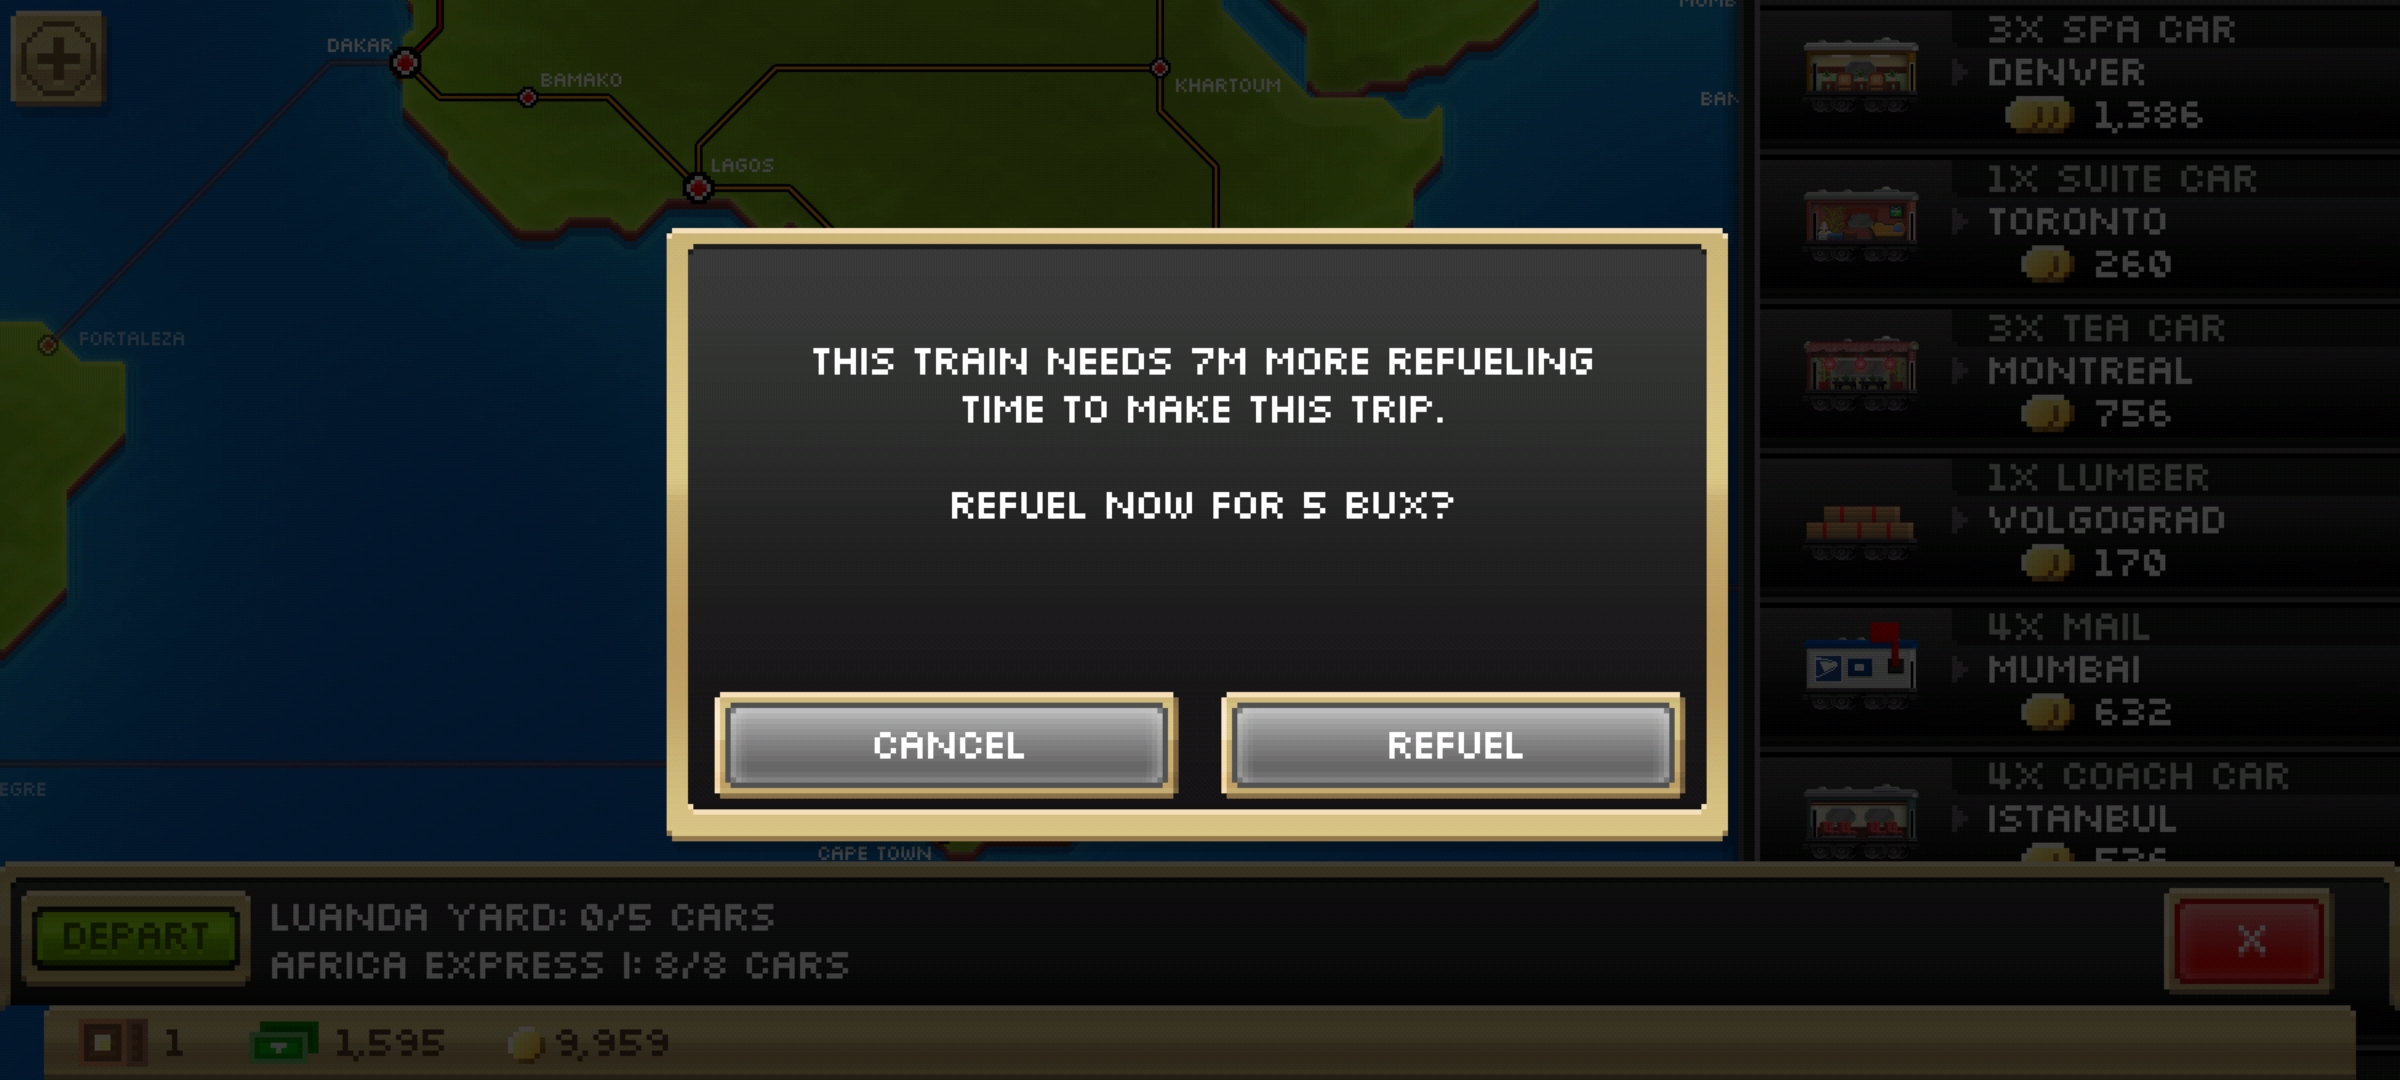 DAKAR
BAMAKO
KHARTOUM
LAGOS
FORTALEZA
EGRE
CAPE TOWN
MOMB
BAN
THIS TRAIN NEEDS 7M MORE REFUELING
TIME TO MAKE THIS TRIP.
REFUEL NOW FOR 5 BUX?
CANCEL
REFUEL
3X SPA CAR
DENVER
1,386
1X SUITE CAR
TORONTO
260
3X TEA CAR
MONTREAL
756
1X LUMBER
VOLGOGRAD
170
4X MAIL
MUMBAI
632
4X COACH CAR
ISTANBUL
DEPART
LUANDA YARD: 0/5 CARS
AFRICA EXPRESS I: 8/8 CARS
X
1
1,595
9,959